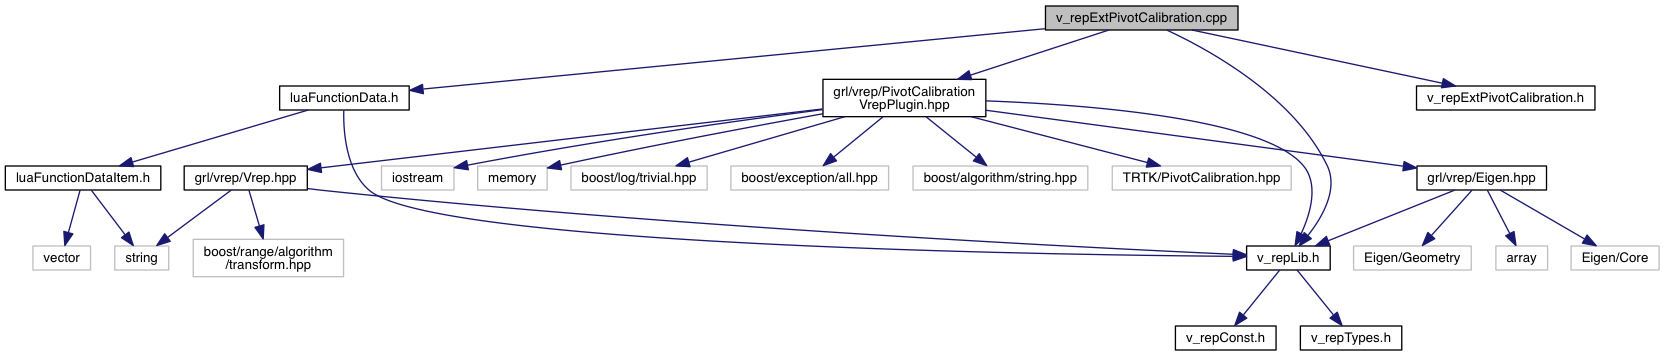 v_repExtPivotCalibration.cpp
luaFunctionData.h
grl/vrep/PivotCalibration
VrepPlugin.hpp
v_repExtPivotCalibration.h
luaFunctionDataItem.h
grl/vrep/Vrep.hpp
iostream
memory
boost/log/trivial.hpp
boost/exception/all.hpp
boost/algorithm/string.hpp
TRTK/PivotCalibration.hpp
grl/vrep/Eigen.hpp
vector
string
boost/range/algorithm
/transform.hpp
v_repLib.h
Eigen/Geometry
array
Eigen/Core
v_repConst.h
v_repTypes.h